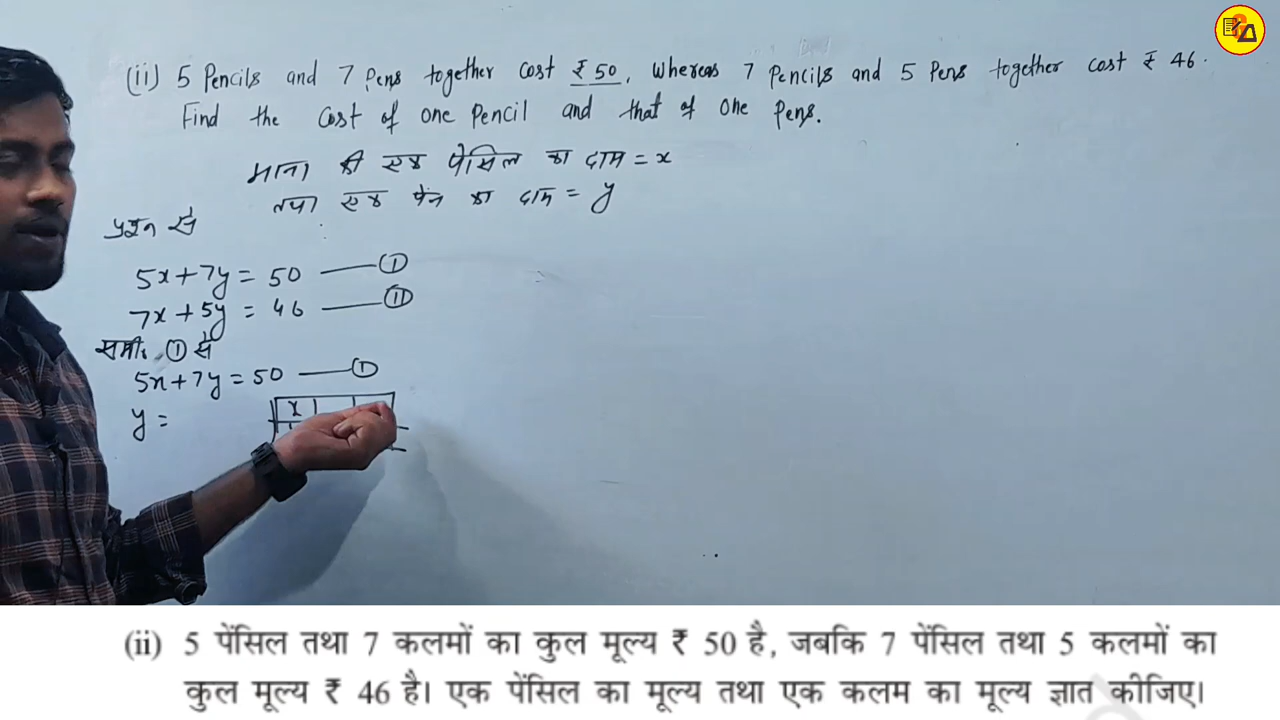 (ii) 5 Pencils and 7 Pens together cost ₹ 50, whereas 7 Pencils and 5 Pens together cost ₹ 46.
Find the cost of one Pencil and that of one Pens.
माना की एक पेंसिल का दाम = x
तथा एक पेन का दाम = y
प्रश्न से
5x + 7y = 50 —— (I)
7x + 5y = 46 —— (II)
समी. (I) से
5x + 7y = 50 —— (I)
y =
x
(ii) 5 पेंसिल तथा 7 कलमों का कुल मूल्य ₹ 50 है, जबकि 7 पेंसिल तथा 5 कलमों का
कुल मूल्य ₹ 46 है। एक पेंसिल का मूल्य तथा एक कलम का मूल्य ज्ञात कीजिए।